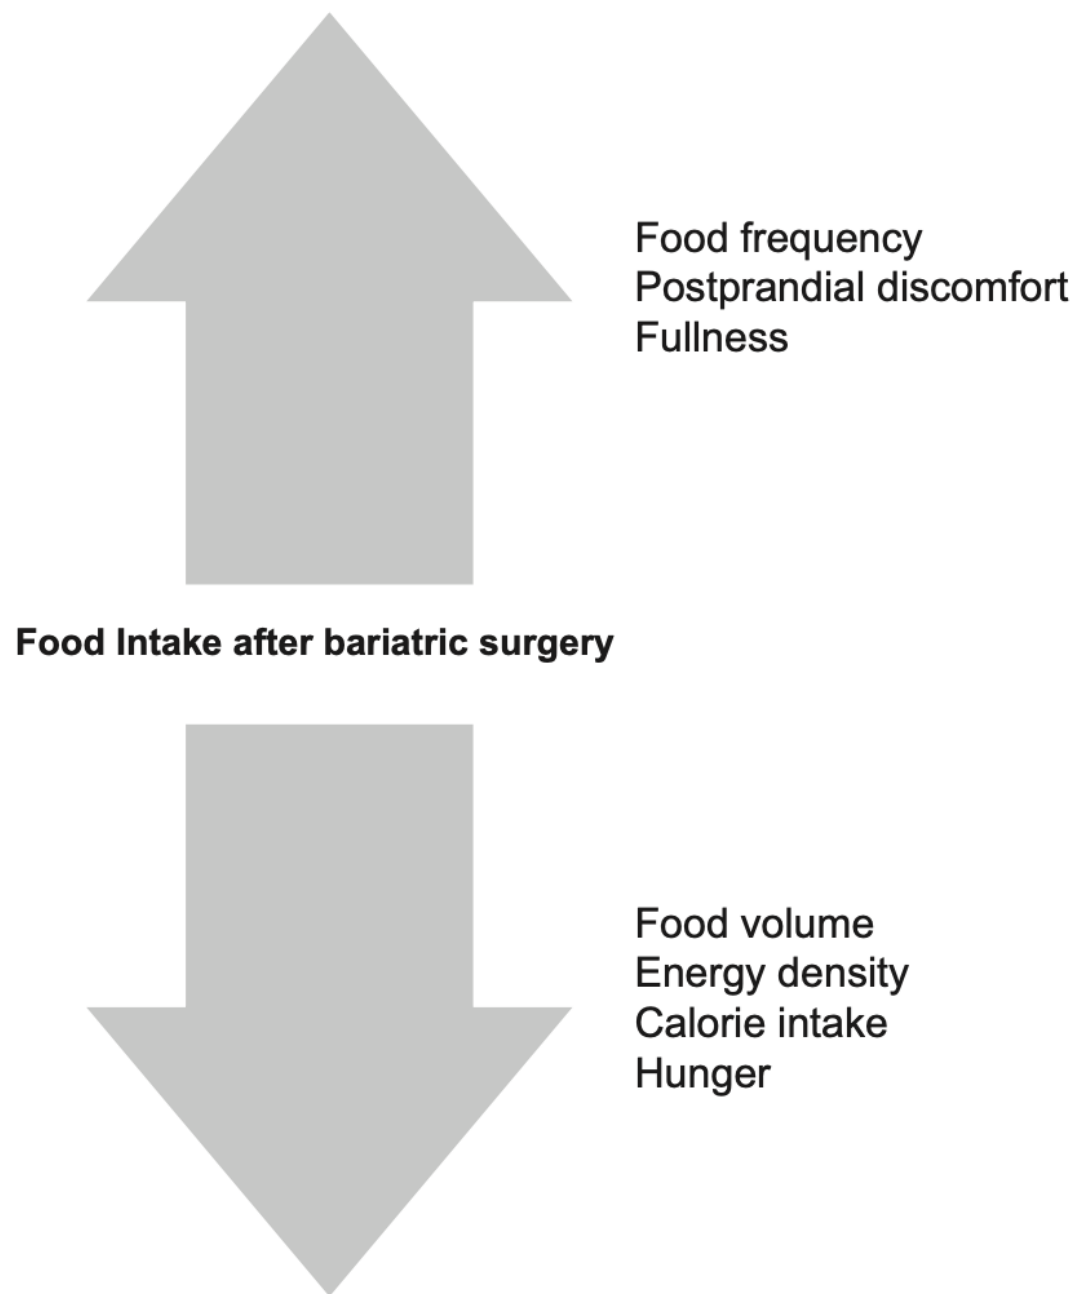 Food frequency
Postprandial discomfort
Fullness
Food Intake after bariatric surgery
Food volume
Energy density
Calorie intake
Hunger